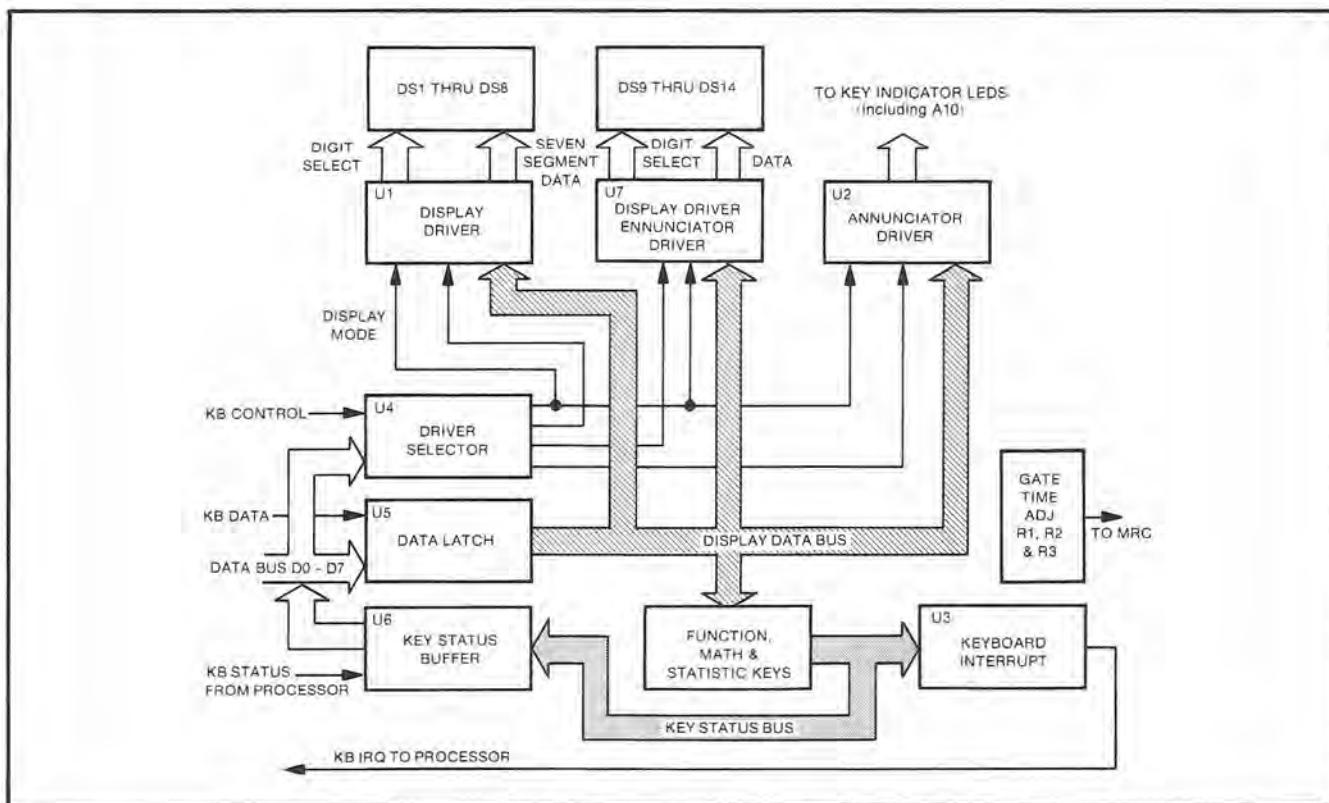 DS1 THRU DS8
DS9 THRU DS14
TO KEY INDICATOR LEDS
(including A10)
DIGIT
SELECT
SEVEN
SEGMENT
DATA
DIGIT
SELECT
DATA
U1
DISPLAY
DRIVER
U7
DISPLAY DRIVER
ENNUNCIATOR
DRIVER
U2
ANNUNCIATOR
DRIVER
DISPLAY
MODE
KB CONTROL
U4
DRIVER
SELECTOR
KB DATA
U5
DATA LATCH
DISPLAY DATA BUS
GATE
TIME
ADJ
R1, R2
& R3
TO MRC
DATA BUS D0 - D7
U6
KEY STATUS
BUFFER
FUNCTION,
MATH &
STATISTIC KEYS
U3
KEYBOARD
INTERRUPT
KB STATUS
FROM PROCESSOR
KEY STATUS BUS
KB IRQ TO PROCESSOR